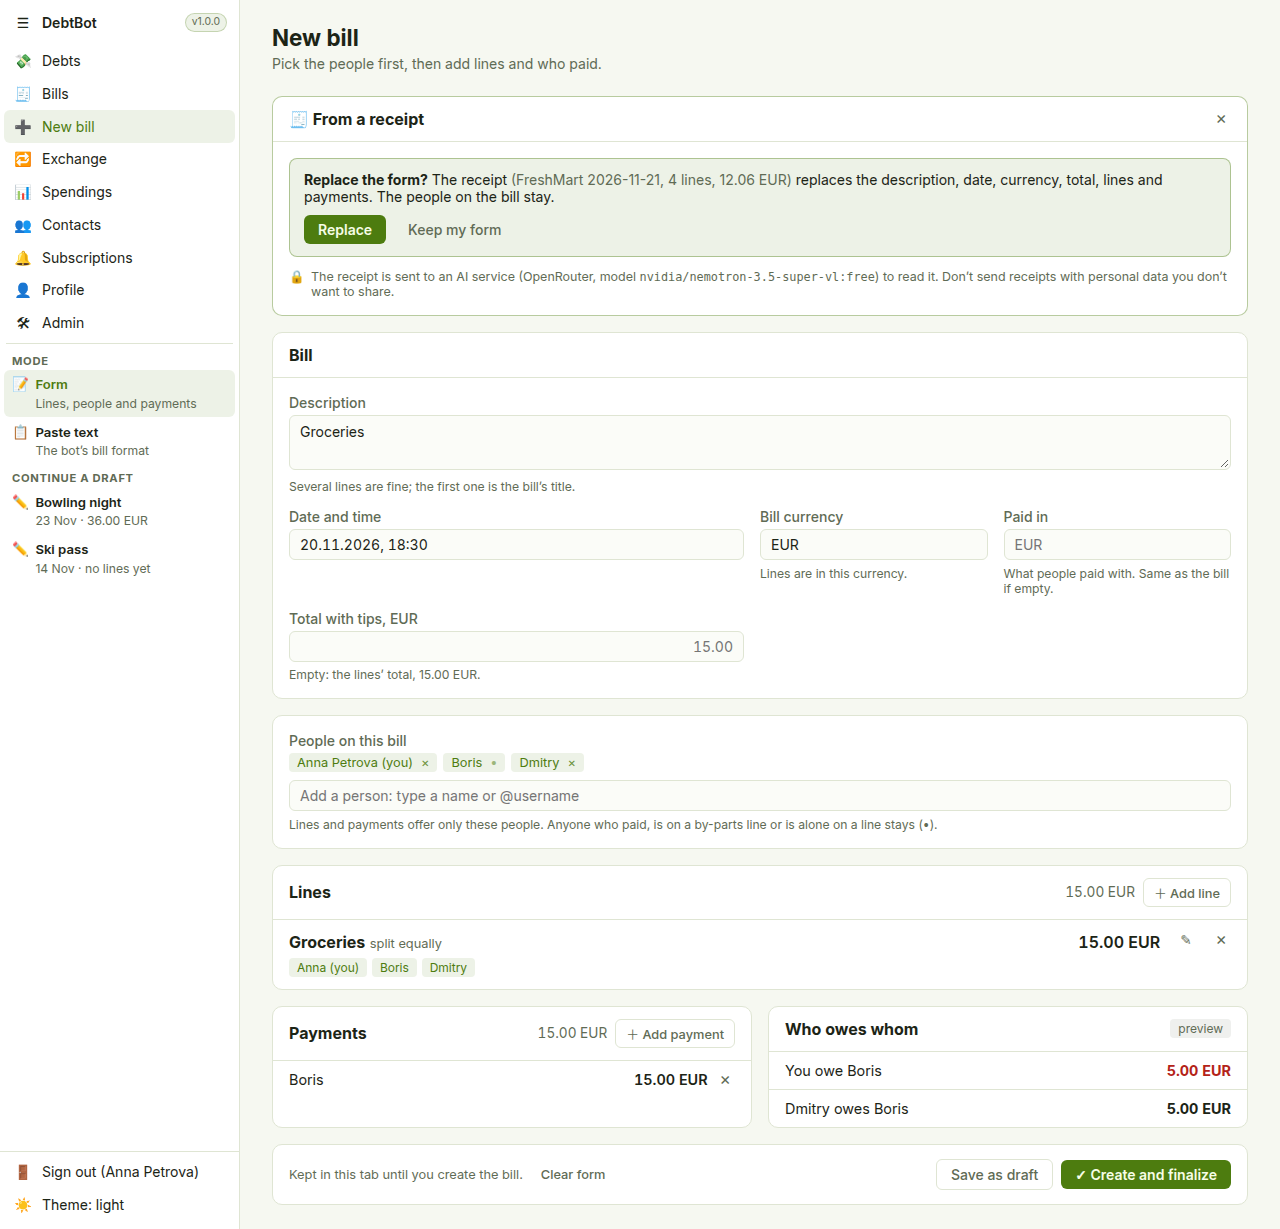 ☰ DebtBot v1.0.0
Debts
Bills
New bill
Exchange
Spendings
Contacts
Subscriptions
Profile
Admin
MODE
Form
Lines, people and payments
Paste text
The bot’s bill format
CONTINUE A DRAFT
Bowling night
23 Nov · 36.00 EUR
Ski pass
14 Nov · no lines yet
Sign out (Anna Petrova)
Theme: light
New bill
Pick the people first, then add lines and who paid.
From a receipt ×
Replace the form? The receipt (FreshMart 2026-11-21, 4 lines, 12.06 EUR) replaces the description, date, currency, total, lines and
payments. The people on the bill stay.
Replace Keep my form
The receipt is sent to an AI service (OpenRouter, model nvidia/nemotron-3.5-super-vl:free) to read it. Don’t send receipts with personal data you don’t
want to share.
Bill
Description
Groceries
Several lines are fine; the first one is the bill’s title.
Date and time Bill currency Paid in
20.11.2026, 18:30 EUR EUR
Lines are in this currency. What people paid with. Same as the bill
if empty.
Total with tips, EUR
15.00
Empty: the lines’ total, 15.00 EUR.
People on this bill
Anna Petrova (you) × Boris • Dmitry ×
Add a person: type a name or @username
Lines and payments offer only these people. Anyone who paid, is on a by-parts line or is alone on a line stays (•).
Lines 15.00 EUR + Add line
Groceries split equally 15.00 EUR ✎ ×
Anna (you) Boris Dmitry
Payments 15.00 EUR + Add payment
Boris 15.00 EUR ×
Who owes whom preview
You owe Boris 5.00 EUR
Dmitry owes Boris 5.00 EUR
Kept in this tab until you create the bill. Clear form Save as draft ✓ Create and finalize